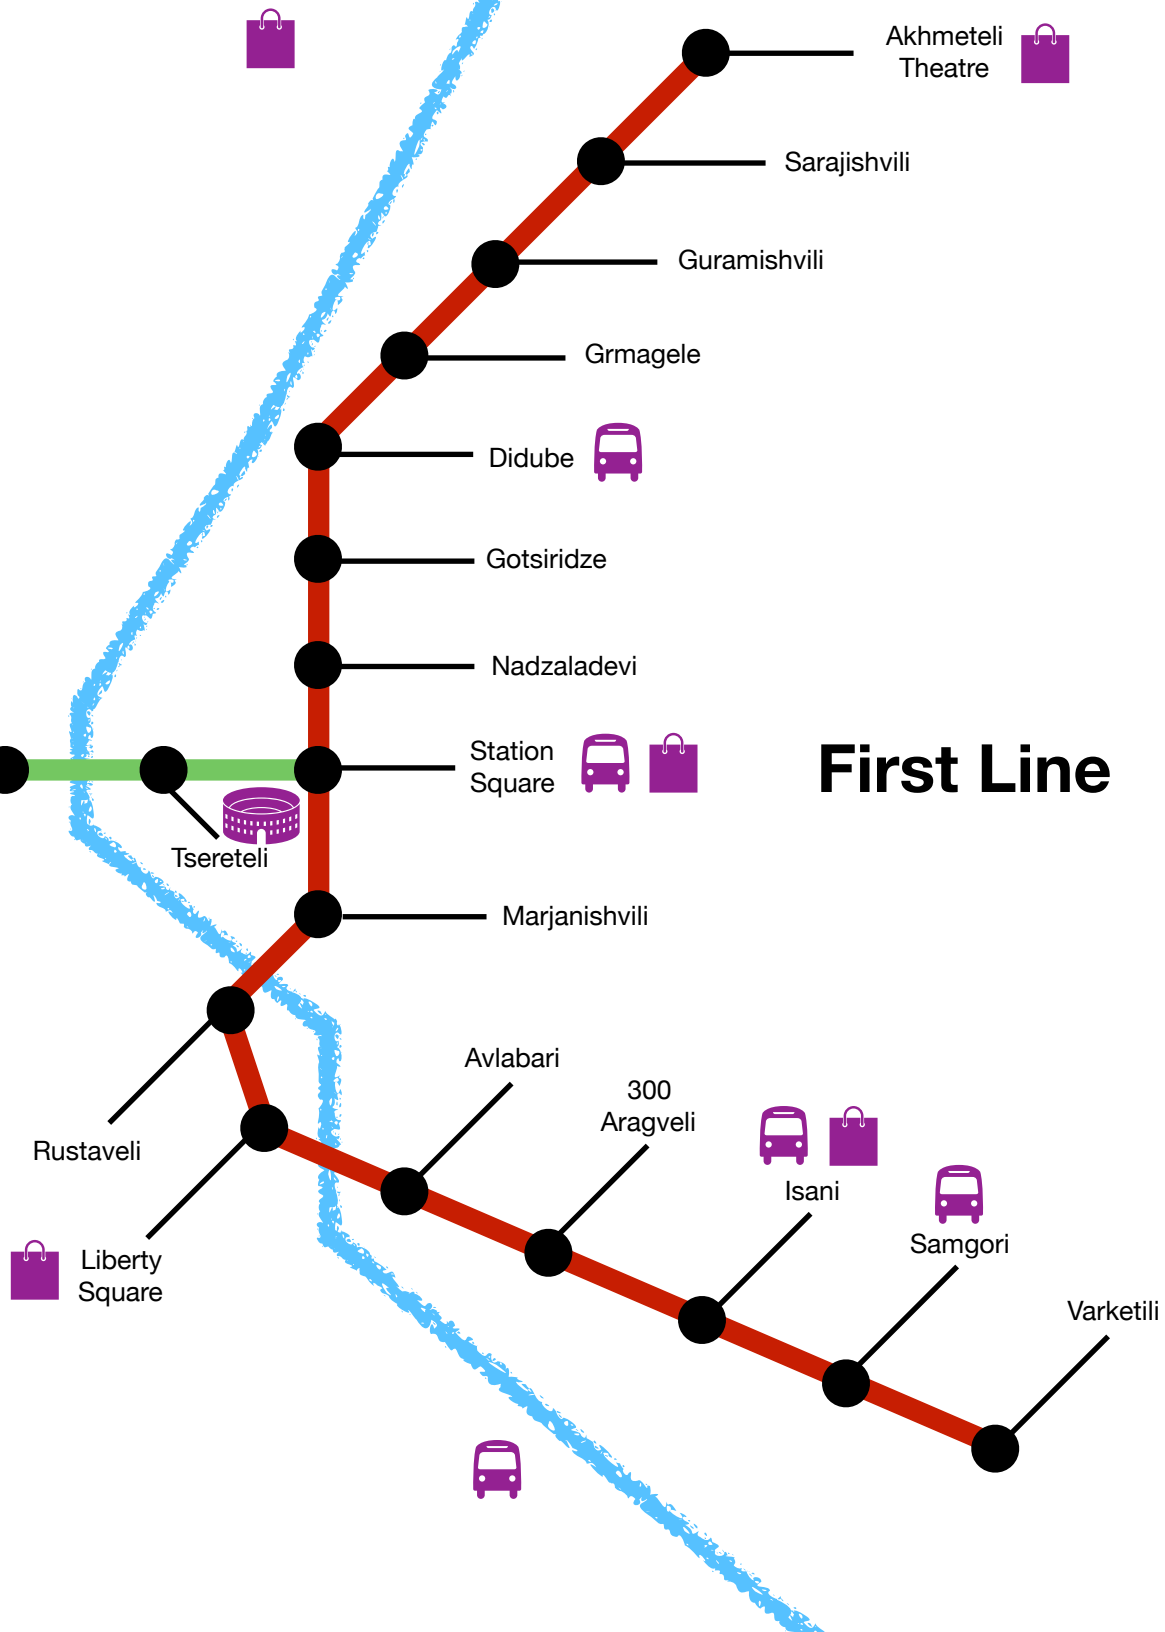 Akhmeteli
Theatre
Sarajishvili
Guramishvili
Grmagele
Didube
Gotsiridze
Nadzaladevi
Station
Square
First Line
Tsereteli
Marjanishvili
Rustaveli
Avlabari
300
Aragveli
Isani
Samgori
Liberty
Square
Varketili